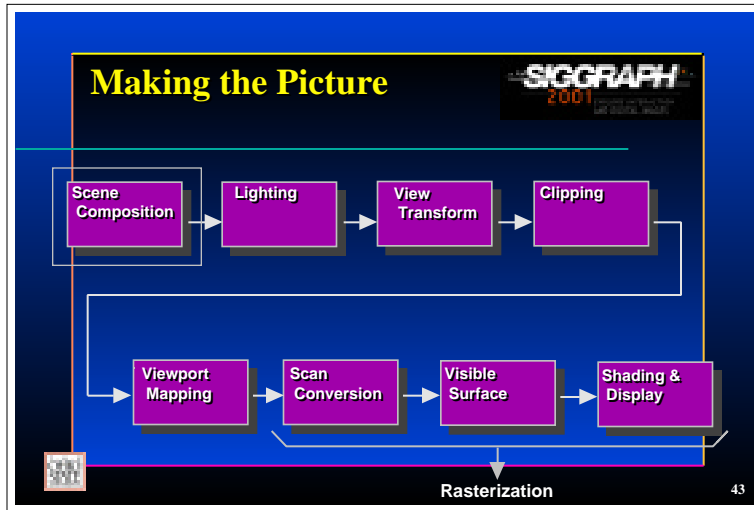 Making the Picture
SIGGRAPH
2001
Scene
Composition
Lighting
View
Transform
Clipping
Viewport
Mapping
Scan
Conversion
Visible
Surface
Shading &
Display
Rasterization
43